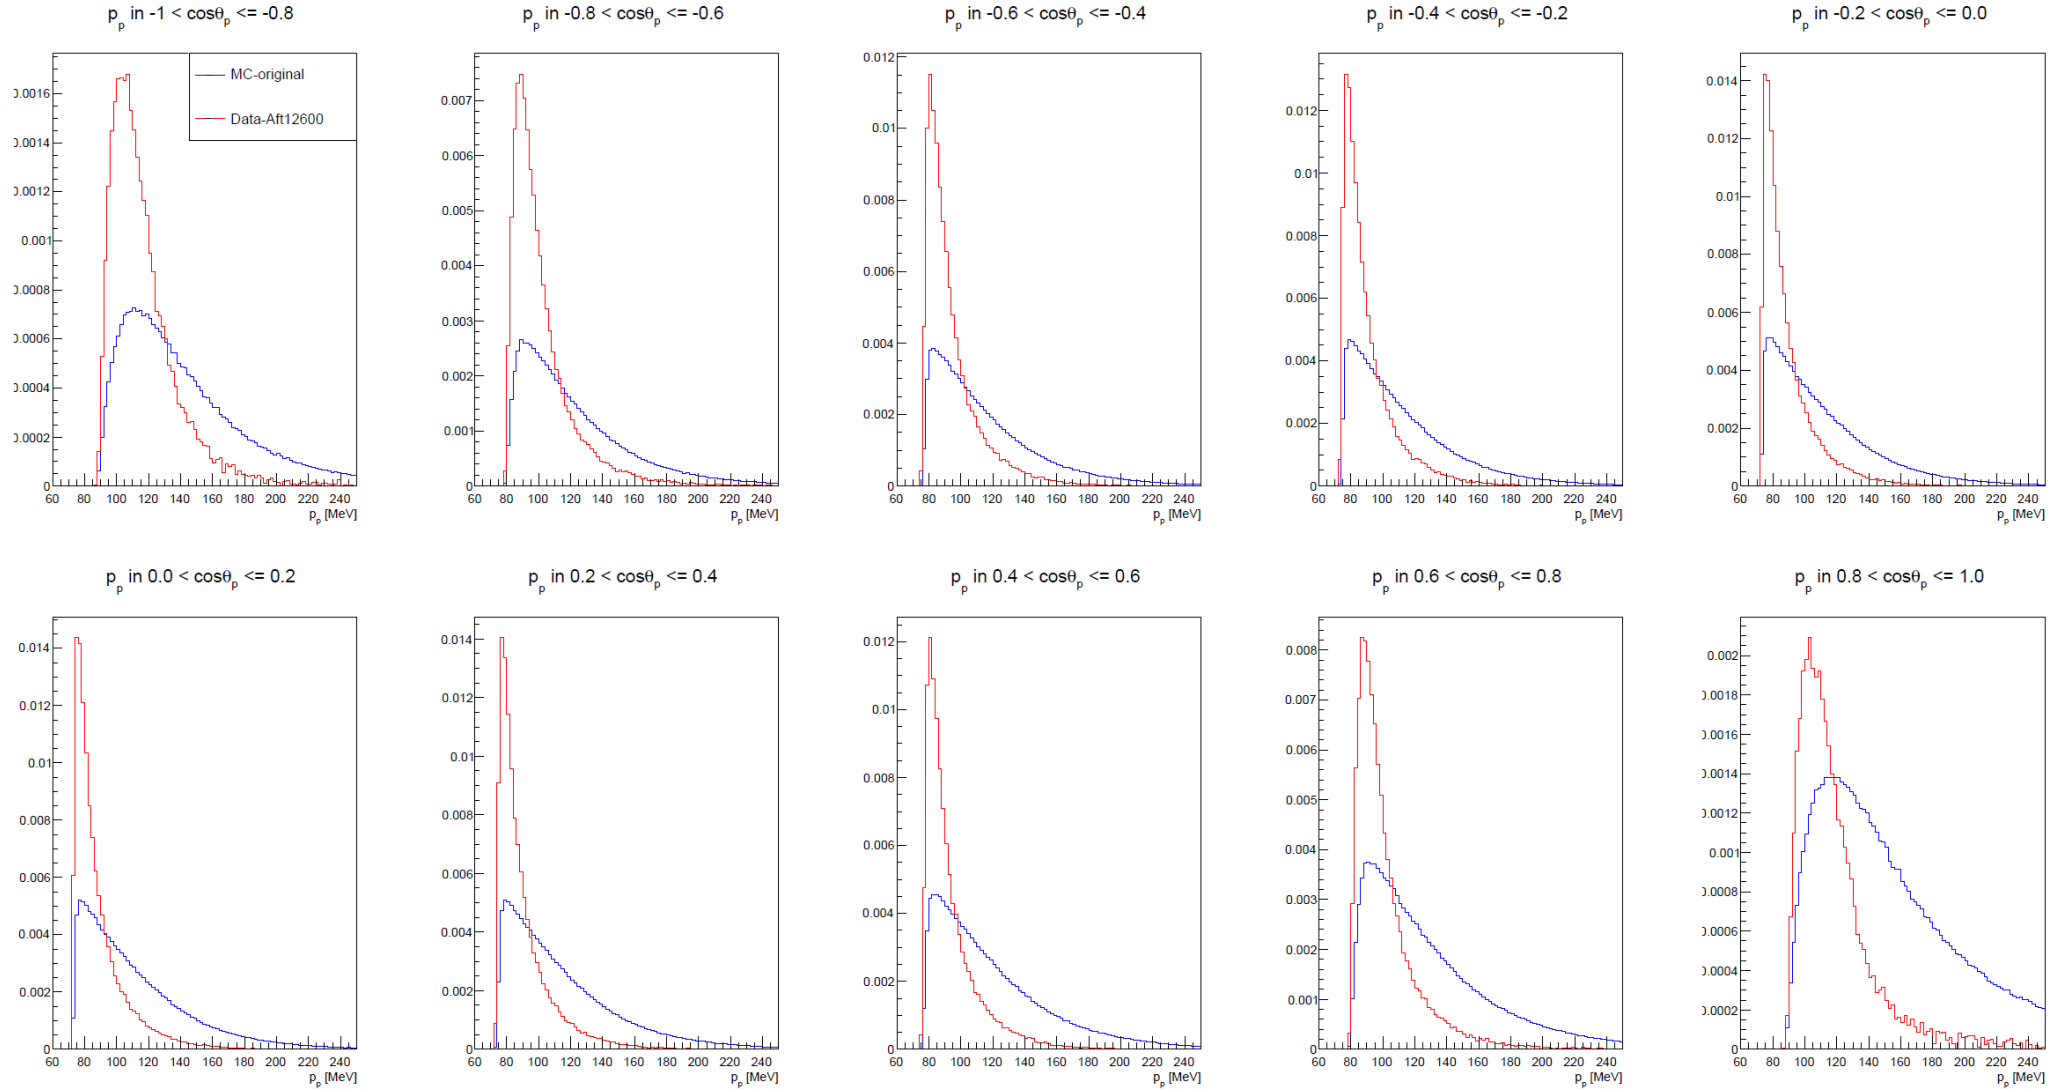 p_p in -1 < cosθ_p <= -0.8
p_p in -0.8 < cosθ_p <= -0.6
p_p in -0.6 < cosθ_p <= -0.4
p_p in -0.4 < cosθ_p <= -0.2
p_p in -0.2 < cosθ_p <= 0.0
MC-original
Data-Aft12600
0.0016
0.0014
0.0012
0.001
0.0008
0.0006
0.0004
0.0002
0
60 80 100 120 140 160 180 200 220 240
p_p [MeV]
0.007
0.006
0.005
0.004
0.003
0.002
0.001
0
60 80 100 120 140 160 180 200 220 240
p_p [MeV]
0.012
0.01
0.008
0.006
0.004
0.002
0
60 80 100 120 140 160 180 200 220 240
p_p [MeV]
0.012
0.01
0.008
0.006
0.004
0.002
0
60 80 100 120 140 160 180 200 220 240
p_p [MeV]
0.014
0.012
0.01
0.008
0.006
0.004
0.002
0
60 80 100 120 140 160 180 200 220 240
p_p [MeV]
p_p in 0.0 < cosθ_p <= 0.2
p_p in 0.2 < cosθ_p <= 0.4
p_p in 0.4 < cosθ_p <= 0.6
p_p in 0.6 < cosθ_p <= 0.8
p_p in 0.8 < cosθ_p <= 1.0
0.014
0.012
0.01
0.008
0.006
0.004
0.002
0
60 80 100 120 140 160 180 200 220 240
p_p [MeV]
0.014
0.012
0.01
0.008
0.006
0.004
0.002
0
60 80 100 120 140 160 180 200 220 240
p_p [MeV]
0.012
0.01
0.008
0.006
0.004
0.002
0
60 80 100 120 140 160 180 200 220 240
p_p [MeV]
0.008
0.007
0.006
0.005
0.004
0.003
0.002
0.001
0
60 80 100 120 140 160 180 200 220 240
p_p [MeV]
0.002
0.0018
0.0016
0.0014
0.0012
0.001
0.0008
0.0006
0.0004
0.0002
0
60 80 100 120 140 160 180 200 220 240
p_p [MeV]